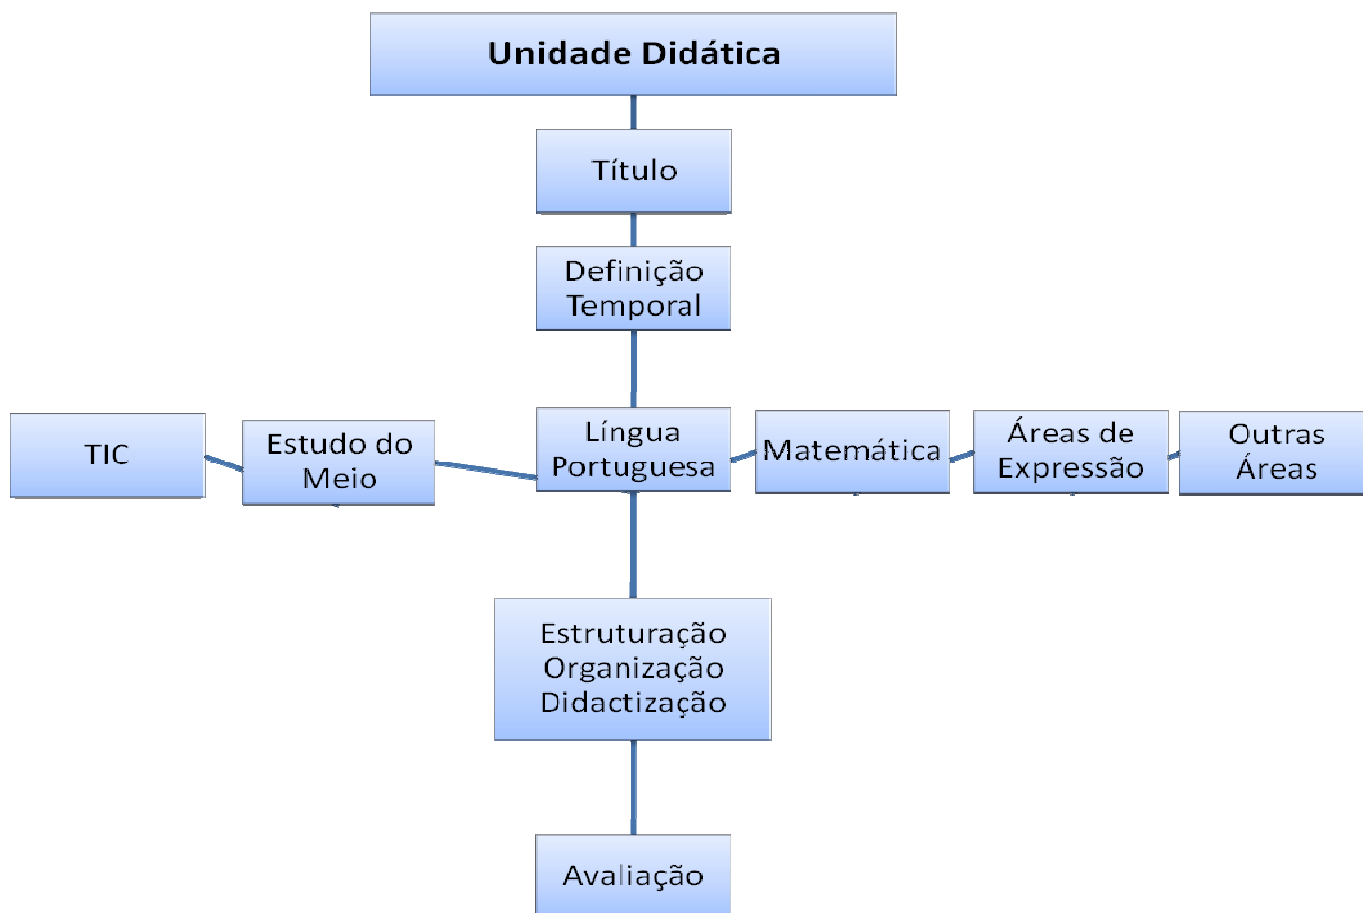 Unidade Didática
Título
Definição
Temporal
TIC
Estudo do
Meio
Língua
Portuguesa
Matemática
Áreas de
Expressão
Outras
Áreas
Estruturação
Organização
Didactização
Avaliação